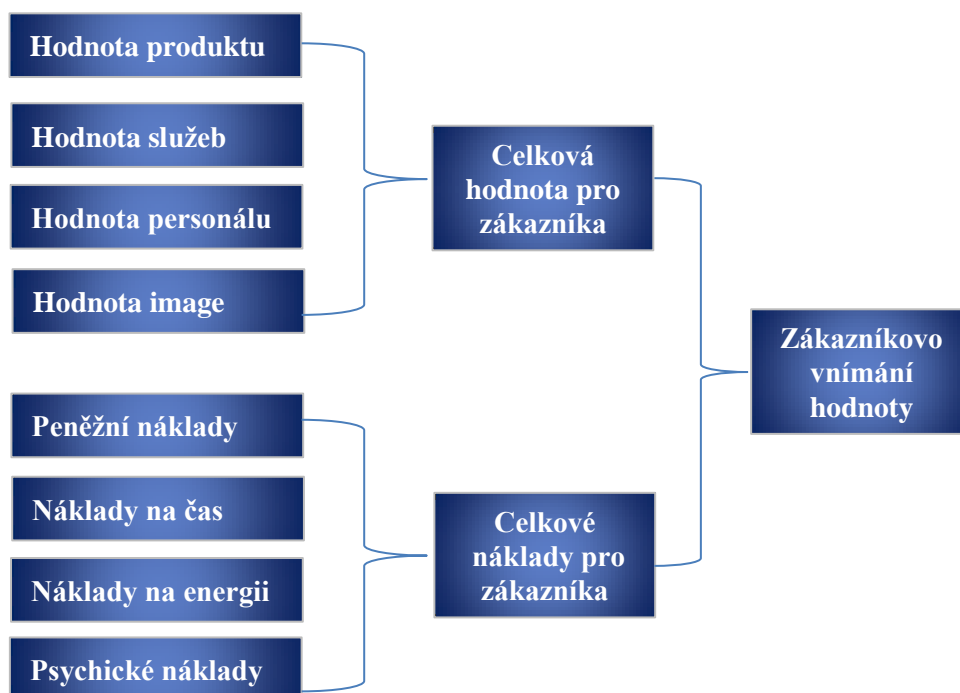 Hodnota produktu
Hodnota služeb
Hodnota personálu
Hodnota image
Celková
hodnota pro
zákazníka
Peněžní náklady
Náklady na čas
Náklady na energii
Psychické náklady
Celkové
náklady pro
zákazníka
Zákazníkovo
vnímání
hodnoty